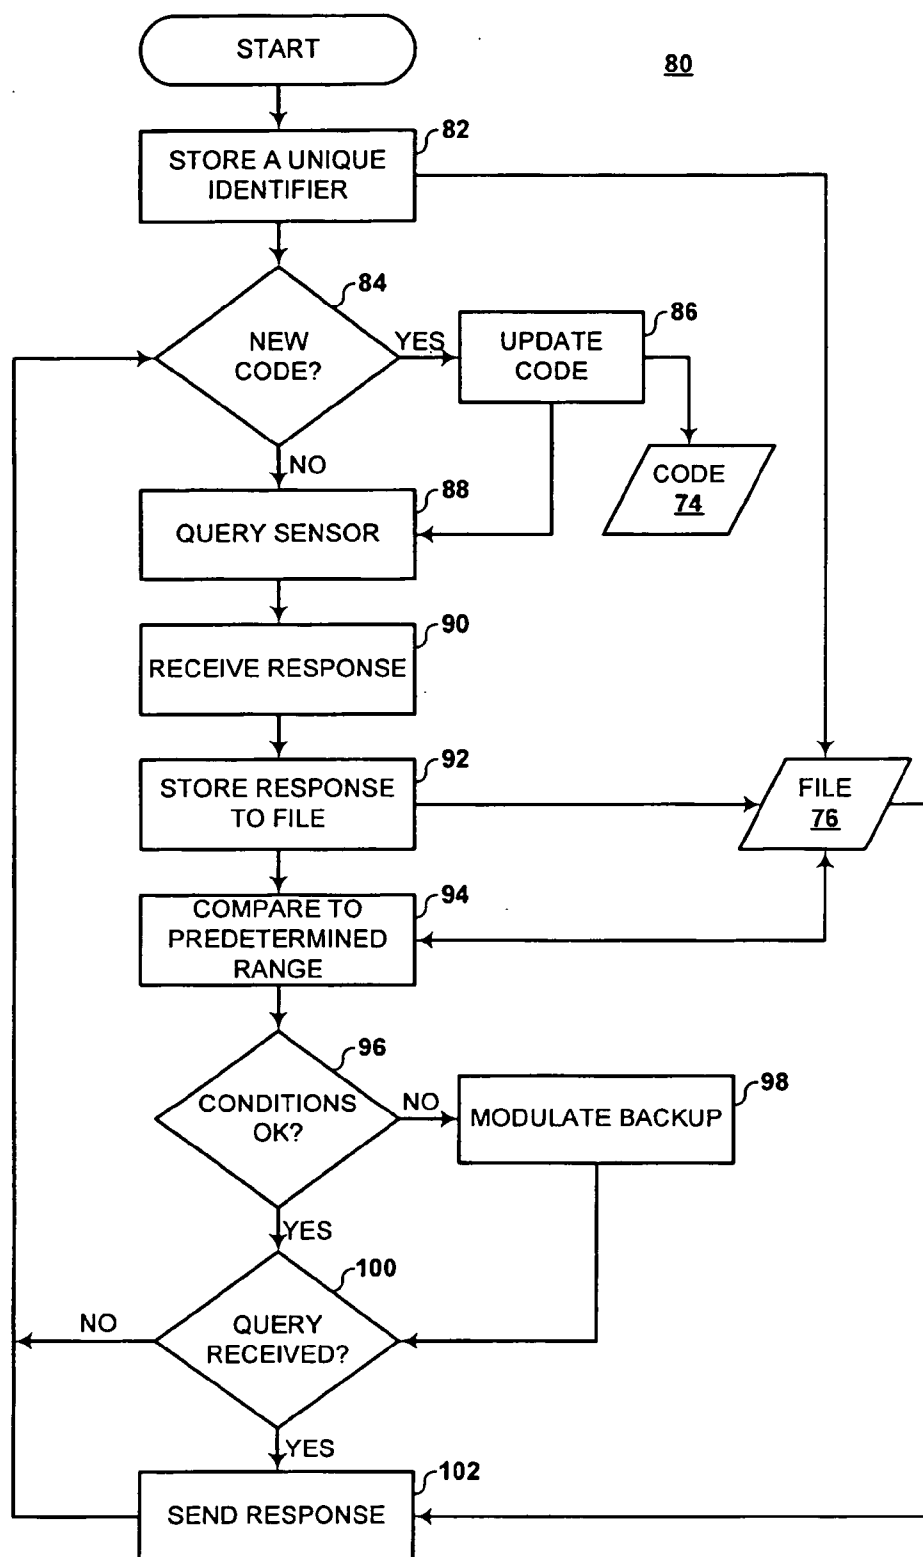 START
80
82
STORE A UNIQUE
IDENTIFIER
84
NEW
CODE?
YES
86
UPDATE
CODE
NO
CODE
74
88
QUERY SENSOR
90
RECEIVE RESPONSE
92
STORE RESPONSE
TO FILE
FILE
76
94
COMPARE TO
PREDETERMINED
RANGE
96
CONDITIONS
OK?
NO
98
MODULATE BACKUP
YES
100
QUERY
RECEIVED?
NO
YES
102
SEND RESPONSE